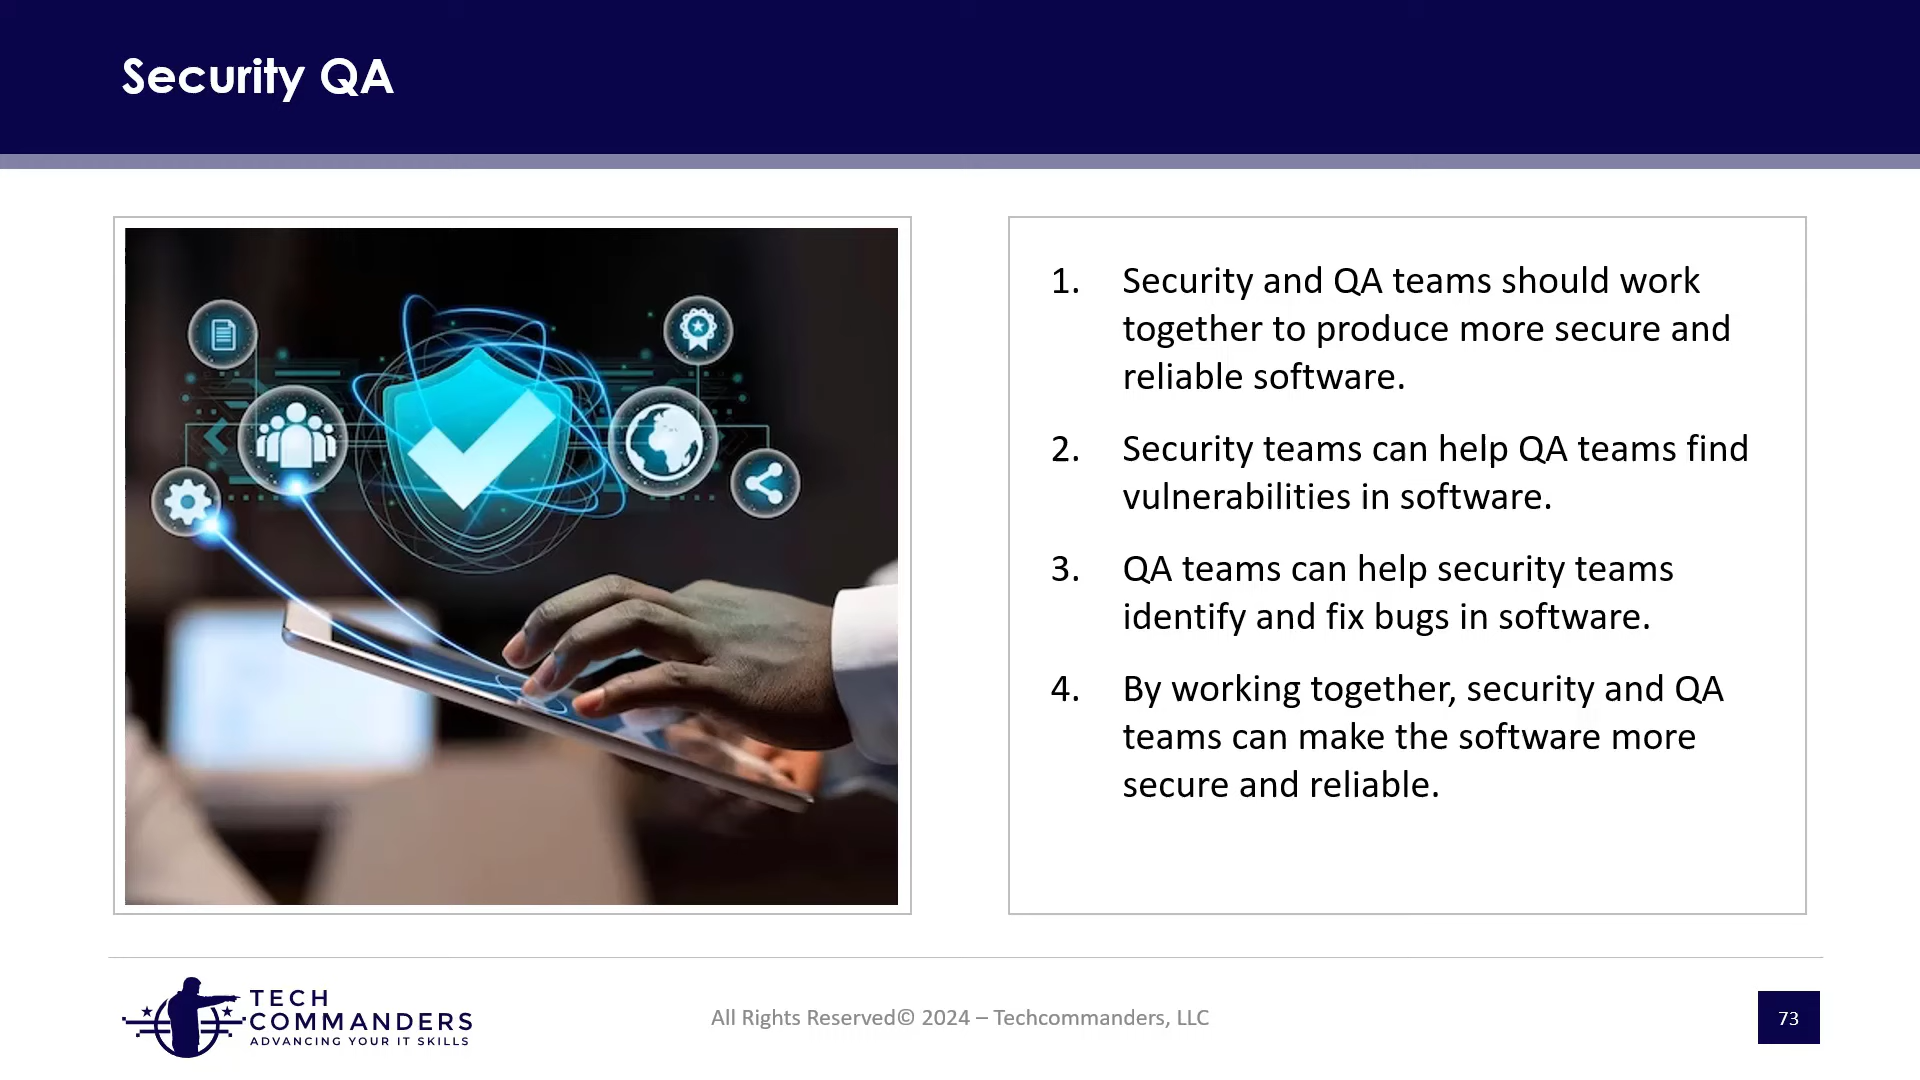 Security QA
1. Security and QA teams should work
together to produce more secure and
reliable software.
2. Security teams can help QA teams find
vulnerabilities in software.
3. QA teams can help security teams
identify and fix bugs in software.
4. By working together, security and QA
teams can make the software more
secure and reliable.
TECH
COMMANDERS
ADVANCING YOUR IT SKILLS
All Rights Reserved© 2024 – Techcommanders, LLC
73